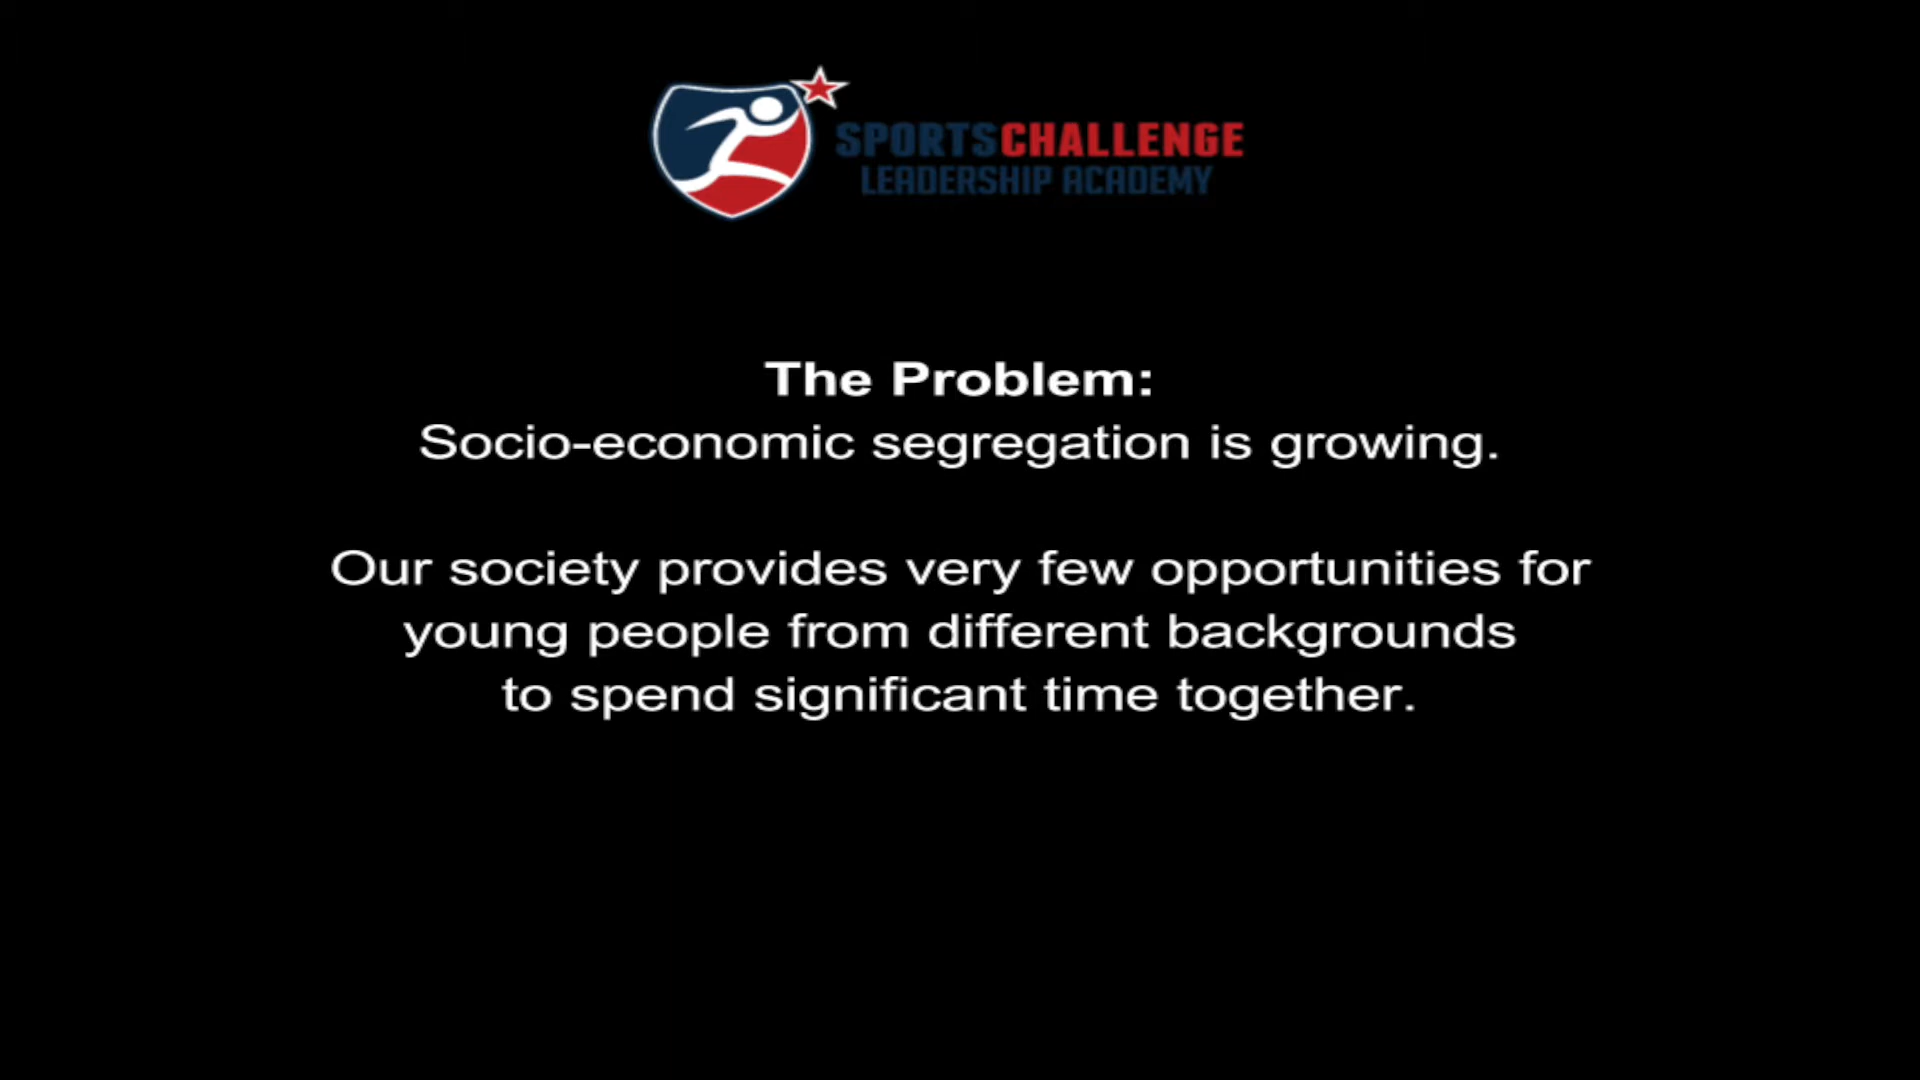 SPORTSCHALLENGE
LEADERSHIP ACADEMY
The Problem:
Socio-economic segregation is growing.
Our society provides very few opportunities for
young people from different backgrounds
to spend significant time together.